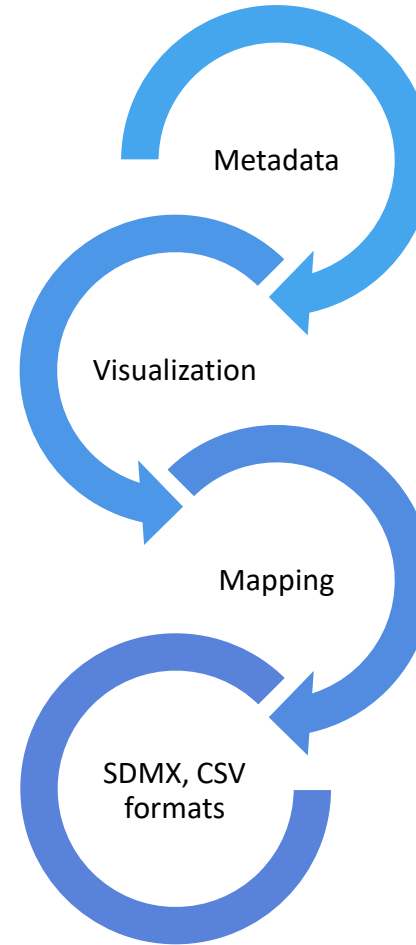 Metadata
Visualization
Mapping
SDMX, CSV
formats